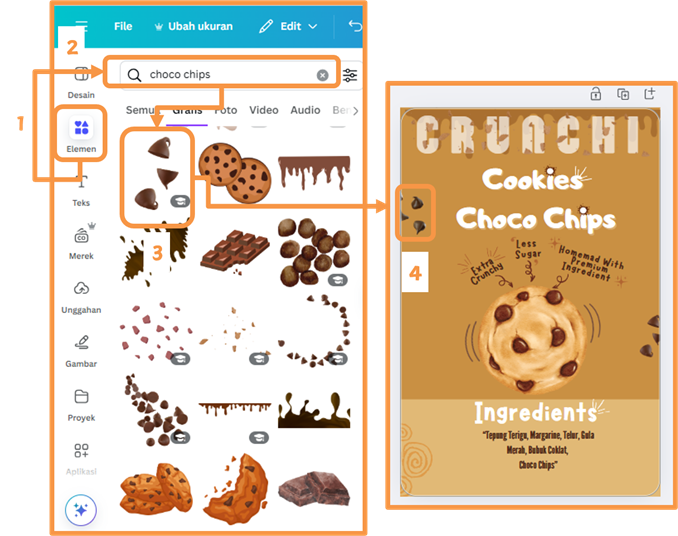 File
Ubah ukuran
Edit
2
choco chips
Desain
Semua
Grafis
Foto
Video
Audio
Ber
1
Elemen
Teks
3
Merek
Unggahan
Gambar
Proyek
Aplikasi
CRUNCHI
Cookies
Choco Chips
4
Extra
Crunchy
Less
Sugar
Homemad With
Premium
Ingredient
Ingredients
"Tepung Terigu, Margarine, Telur, Gula
Merah, Bubuk Coklat,
Choco Chips"